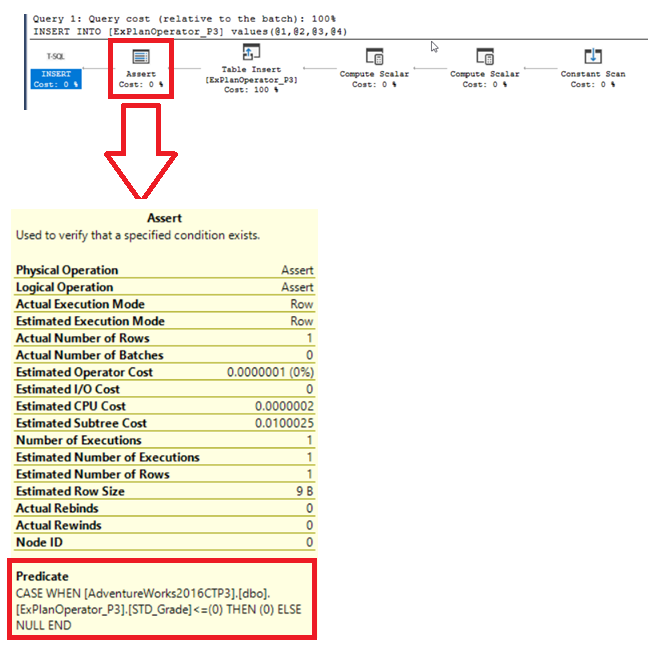 Query 1: Query cost (relative to the batch): 100%
INSERT INTO [ExPlanOperator_P3] values(@1,@2,@3,@4)
T-SQL
INSERT
Cost: 0 %
Assert
Cost: 0 %
Table Insert
[ExPlanOperator_P3]
Cost: 100 %
Compute Scalar
Cost: 0 %
Compute Scalar
Cost: 0 %
Constant Scan
Cost: 0 %
Assert
Used to verify that a specified condition exists.
Physical Operation Assert
Logical Operation Assert
Actual Execution Mode Row
Estimated Execution Mode Row
Actual Number of Rows 1
Actual Number of Batches 0
Estimated Operator Cost 0.0000001 (0%)
Estimated I/O Cost 0
Estimated CPU Cost 0.0000002
Estimated Subtree Cost 0.0100025
Number of Executions 1
Estimated Number of Executions 1
Estimated Number of Rows 1
Estimated Row Size 9 B
Actual Rebinds 0
Actual Rewinds 0
Node ID 0
Predicate
CASE WHEN [AdventureWorks2016CTP3].[dbo].
[ExPlanOperator_P3].[STD_Grade]<=(0) THEN (0) ELSE
NULL END